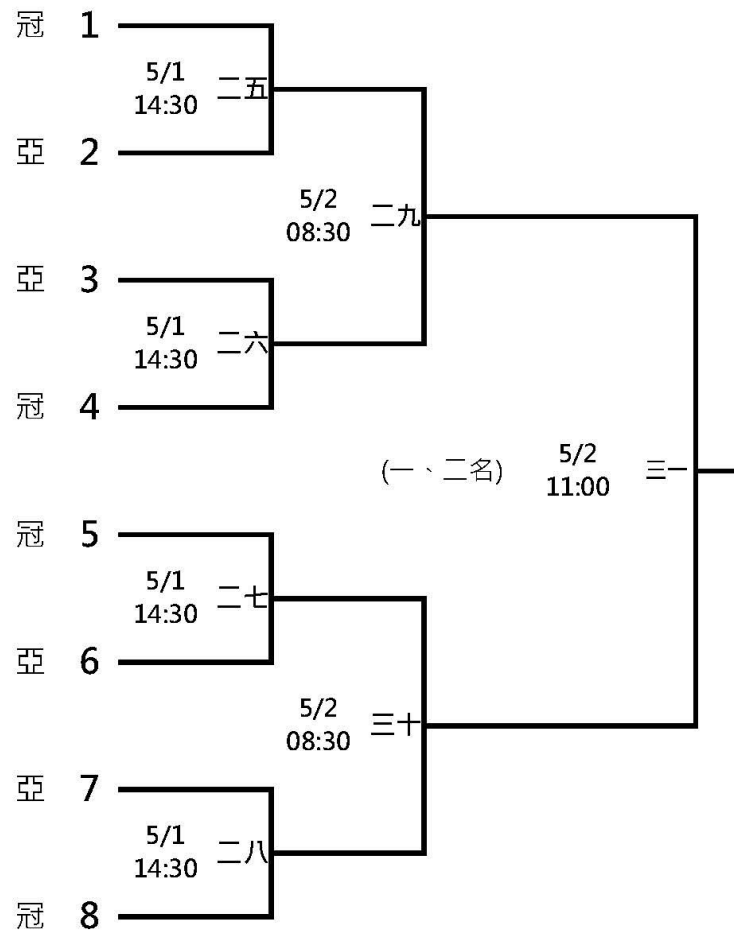 冠 1
5/1 二五
14:30
亞 2
5/2 二九
08:30
亞 3
5/1 二六
14:30
冠 4
(一、二名) 5/2 三一
11:00
冠 5
5/1 二七
14:30
亞 6
5/2 三十
08:30
亞 7
5/1 二八
14:30
冠 8